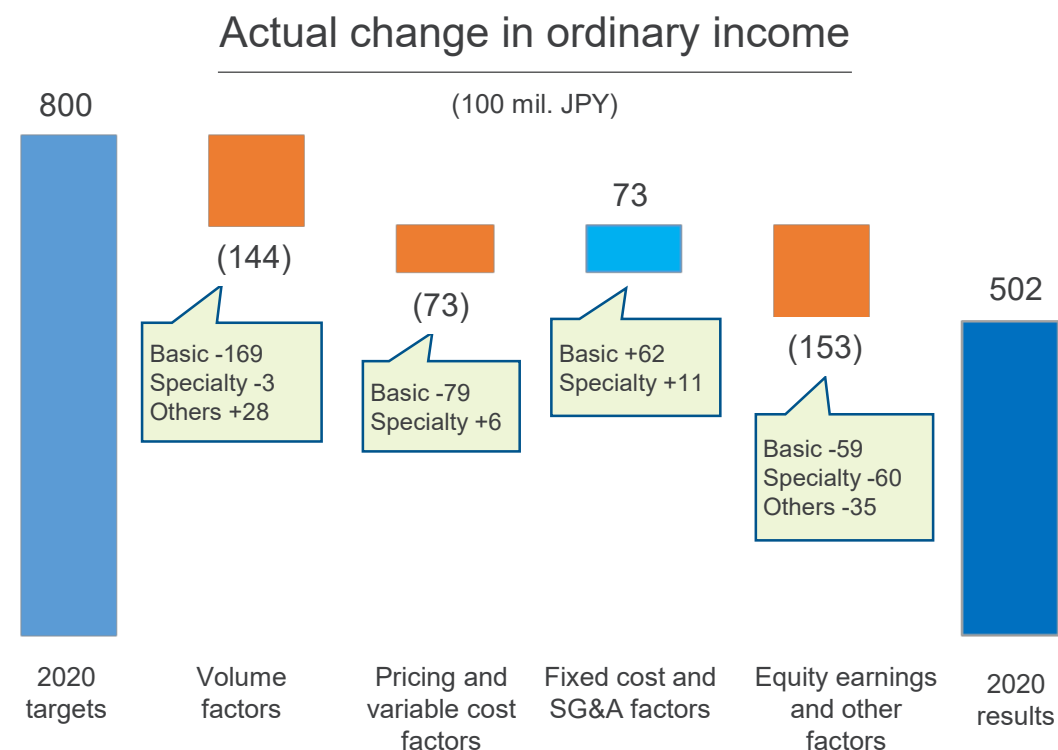 Actual change in ordinary income
(100 mil. JPY)
800
(144)
Basic -169
Specialty -3
Others +28
(73)
Basic -79
Specialty +6
73
Basic +62
Specialty +11
(153)
Basic -59
Specialty -60
Others -35
502
2020
targets
Volume
factors
Pricing and
variable cost
factors
Fixed cost and
SG&A factors
Equity earnings
and other
factors
2020
results